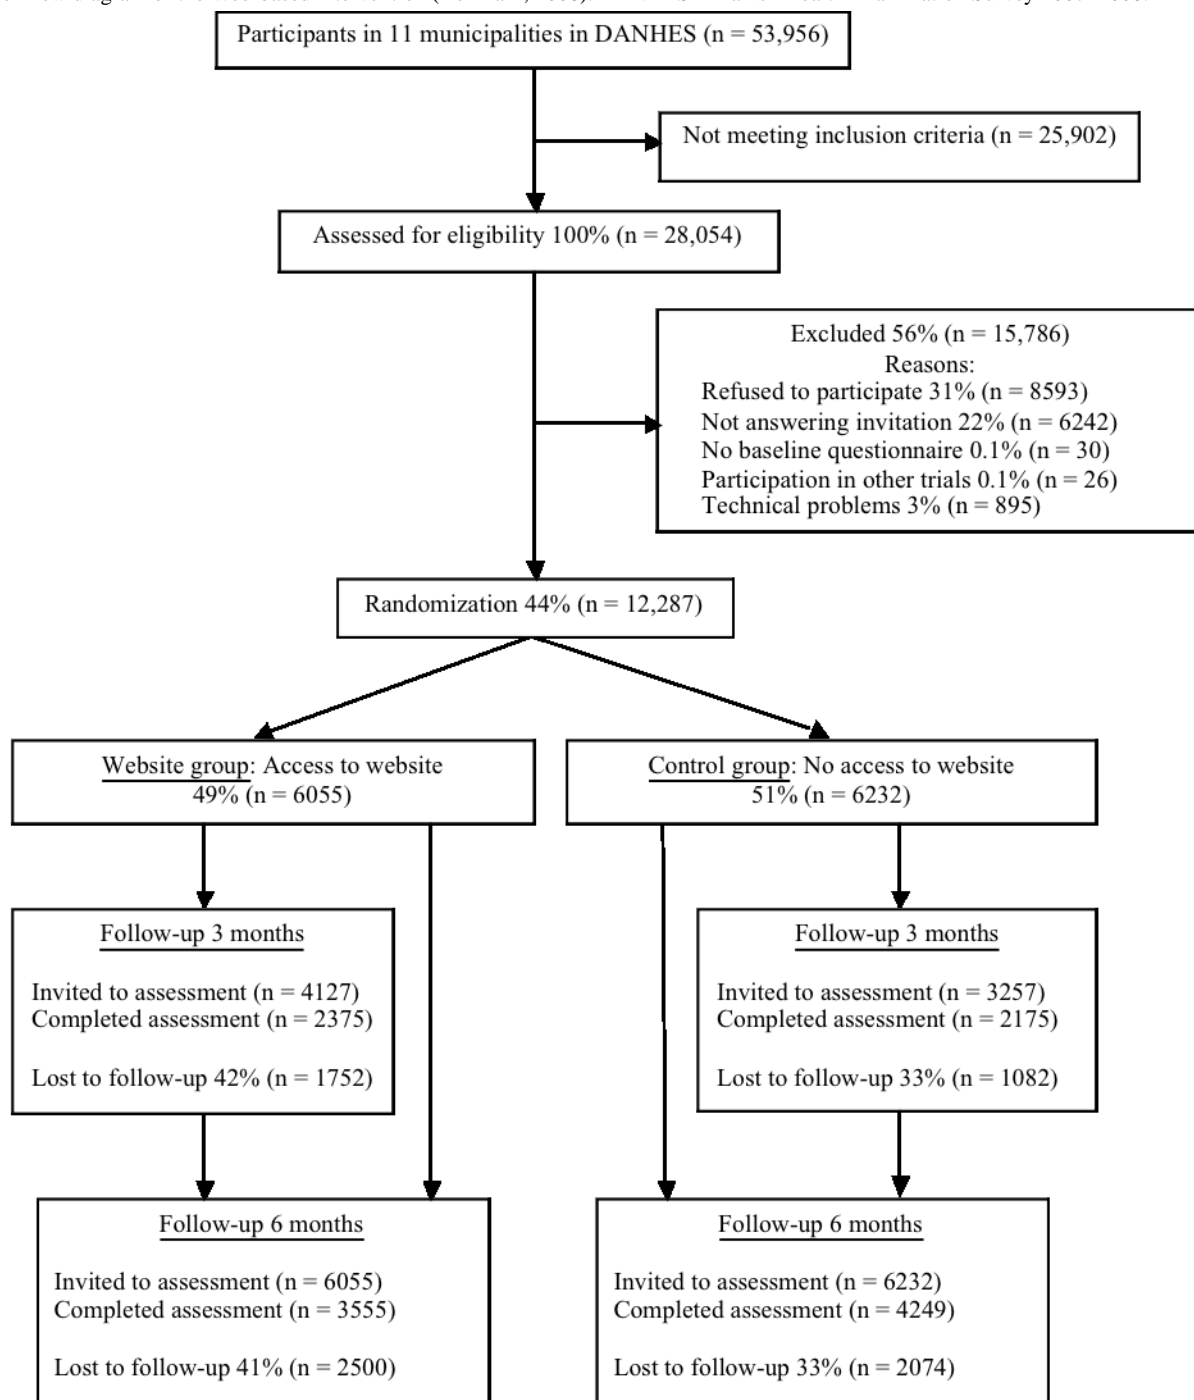 Participants in 11 municipalities in DANHES (n = 53,956)
Not meeting inclusion criteria (n = 25,902)
Assessed for eligibility 100% (n = 28,054)
Excluded 56% (n = 15,786)
Reasons:
Refused to participate 31% (n = 8593)
Not answering invitation 22% (n = 6242)
No baseline questionnaire 0.1% (n = 30)
Participation in other trials 0.1% (n = 26)
Technical problems 3% (n = 895)
Randomization 44% (n = 12,287)
Website group: Access to website
49% (n = 6055)
Control group: No access to website
51% (n = 6232)
Follow-up 3 months
Invited to assessment (n = 4127)
Completed assessment (n = 2375)
Lost to follow-up 42% (n = 1752)
Follow-up 3 months
Invited to assessment (n = 3257)
Completed assessment (n = 2175)
Lost to follow-up 33% (n = 1082)
Follow-up 6 months
Invited to assessment (n = 6055)
Completed assessment (n = 3555)
Lost to follow-up 41% (n = 2500)
Follow-up 6 months
Invited to assessment (n = 6232)
Completed assessment (n = 4249)
Lost to follow-up 33% (n = 2074)